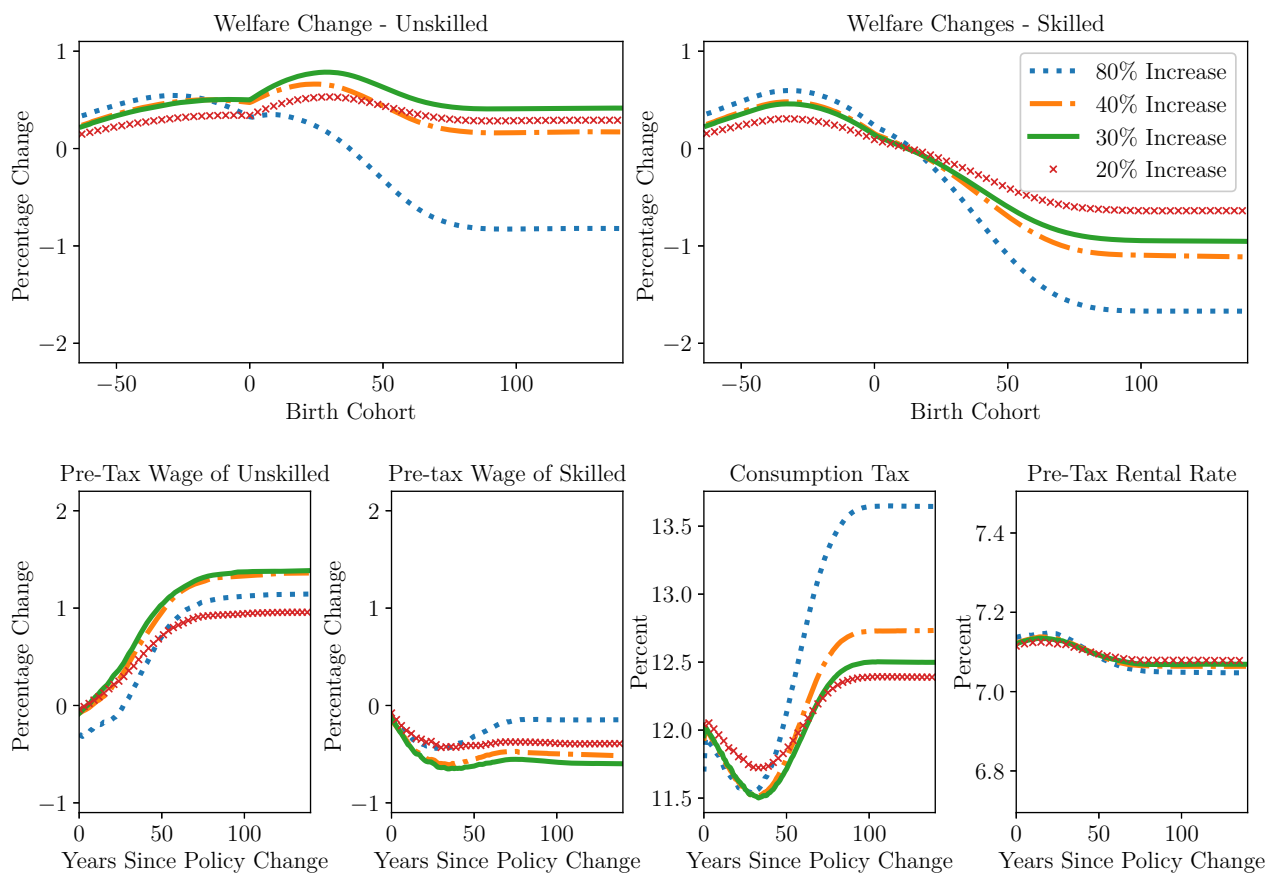 Welfare Change - Unskilled
Welfare Changes - Skilled
1
0
−1
−2
Percentage Change
−50
0
50
100
Birth Cohort
1
0
−1
−2
Percentage Change
80% Increase
40% Increase
30% Increase
20% Increase
−50
0
50
100
Birth Cohort
Pre-Tax Wage of Unskilled
Pre-tax Wage of Skilled
Consumption Tax
Pre-Tax Rental Rate
2
1
0
−1
Percentage Change
0
50
100
Years Since Policy Change
2
1
0
−1
Percentage Change
0
50
100
Years Since Policy Change
13.5
13.0
12.5
12.0
11.5
Percent
0
50
100
Years Since Policy Change
7.4
7.2
7.0
6.8
Percent
0
50
100
Years Since Policy Change